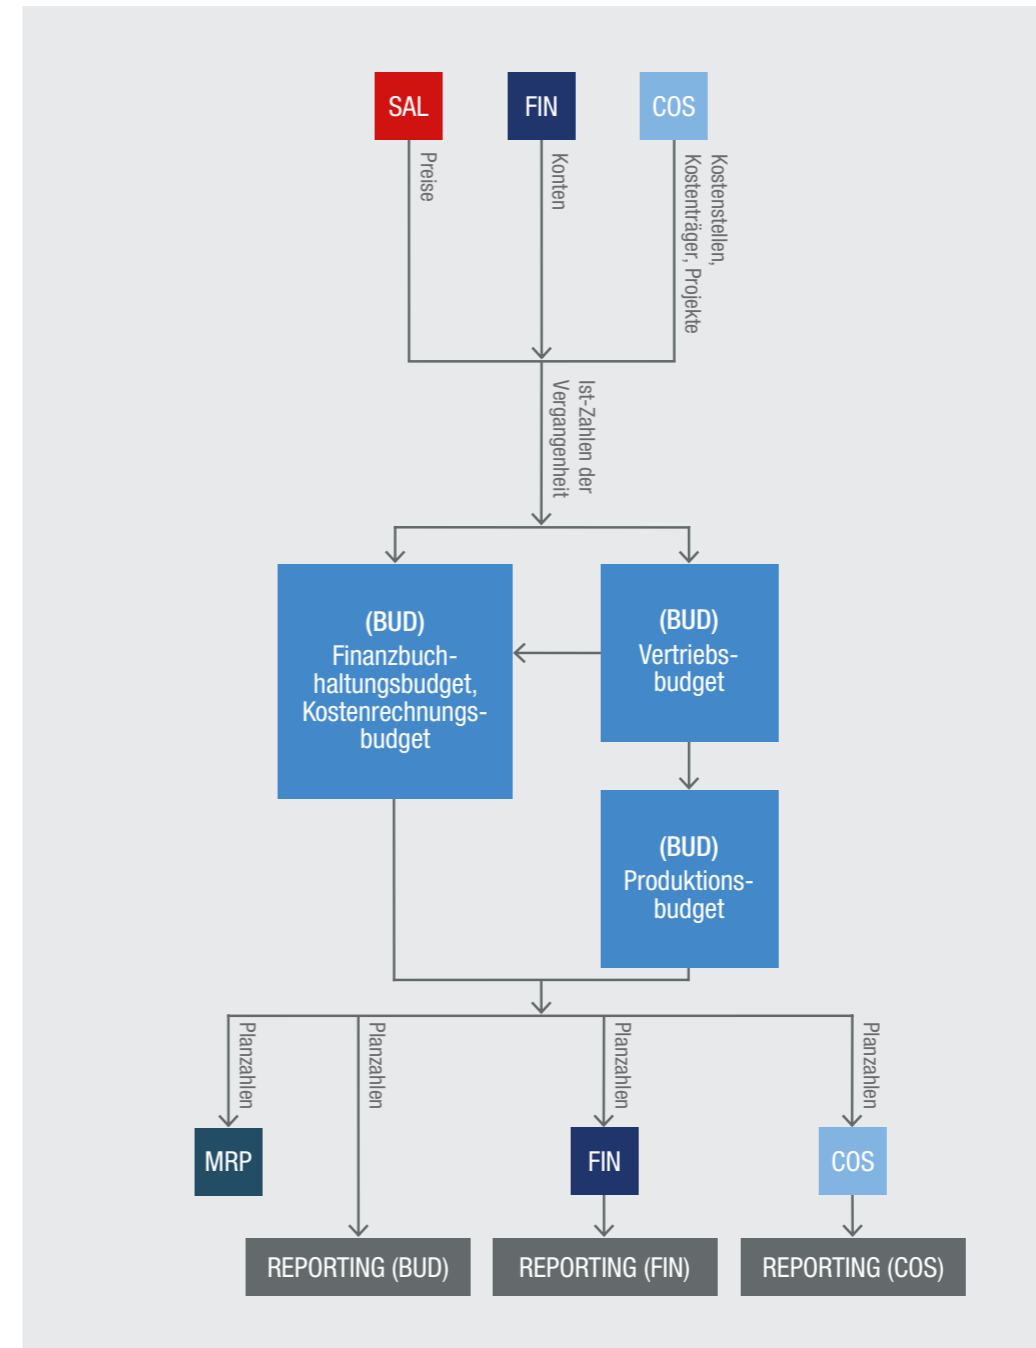 SAL
FIN
COS
Preise
Konten
Kostenstellen,
Kostenträger, Projekte
Ist-Zahlen der
Vergangenheit
(BUD)
Finanzbuch-
haltungsbudget,
Kostenrechnungs-
budget
(BUD)
Vertriebs-
budget
(BUD)
Produktions-
budget
Planzahlen
Planzahlen
Planzahlen
Planzahlen
MRP
FIN
COS
REPORTING (BUD)
REPORTING (FIN)
REPORTING (COS)